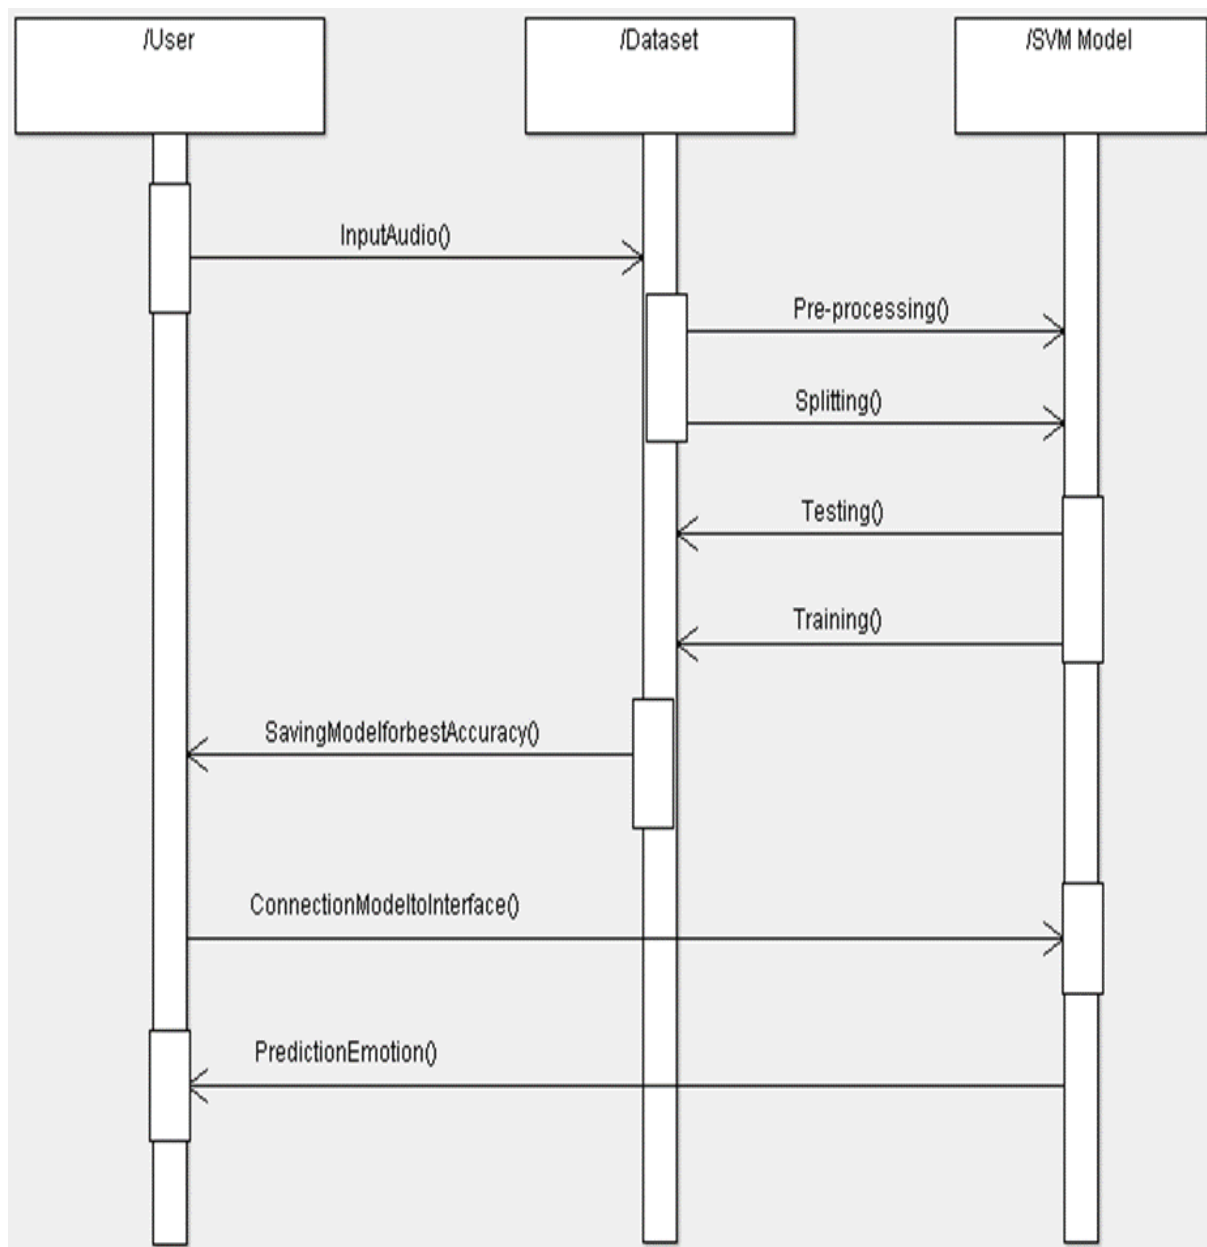 /User
/Dataset
/SVM Model
InputAudio()
Pre-processing()
Splitting()
Testing()
Training()
SavingModelforbestAccuracy()
ConnectionModeltoInterface()
PredictionEmotion()